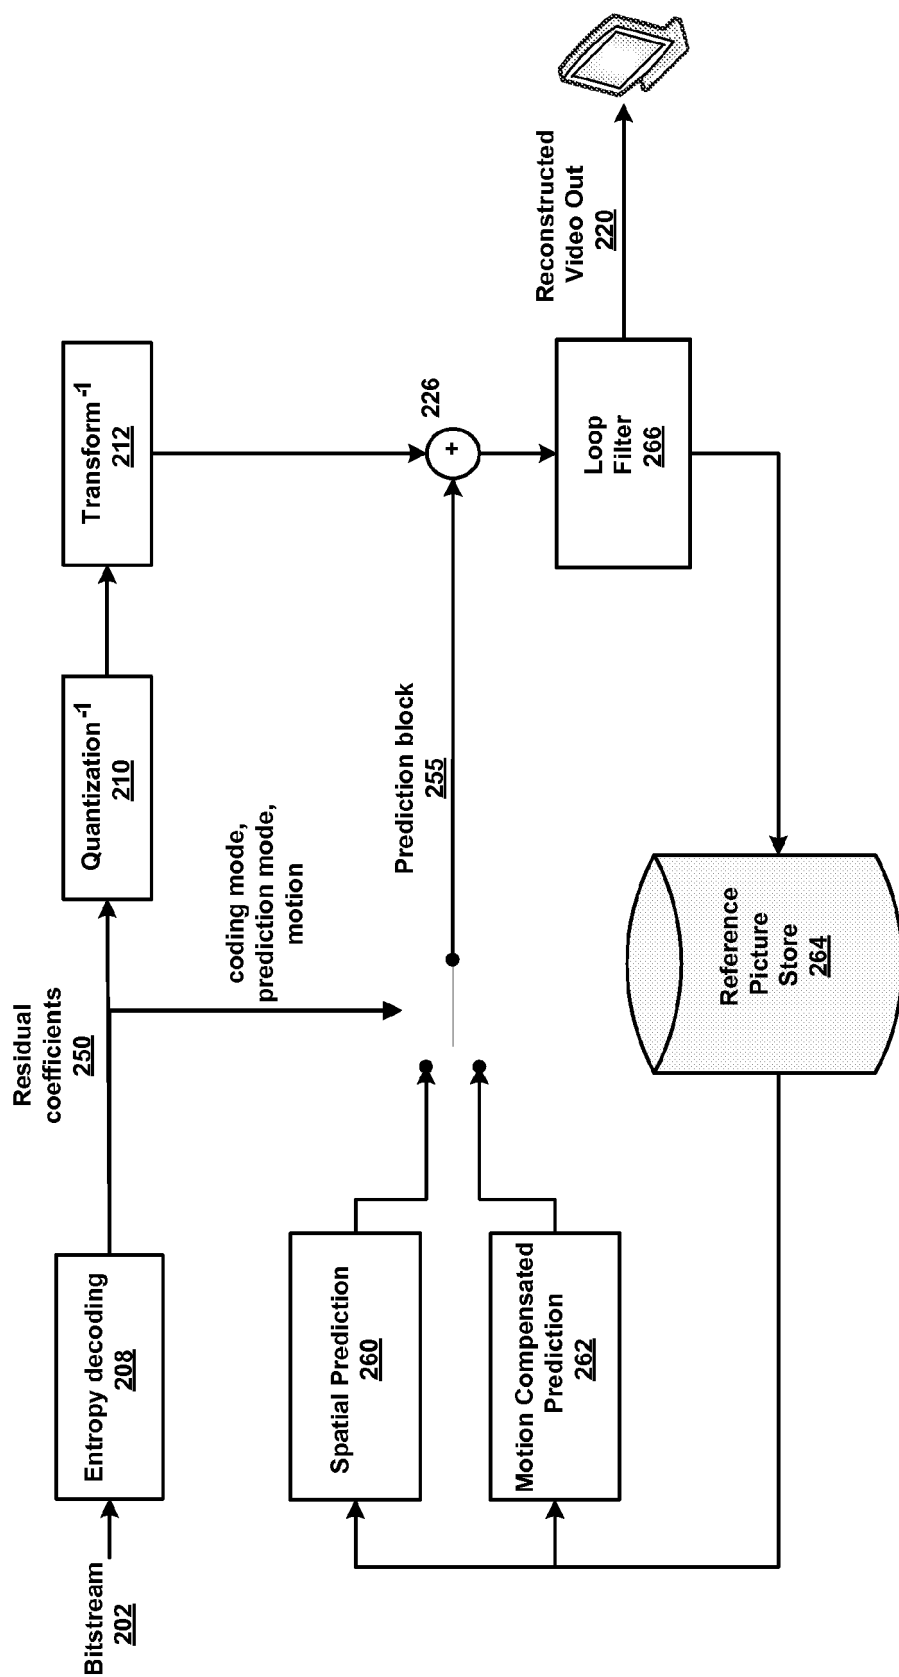 Bitstream
202
Entropy decoding
208
Residual
coefficients
250
Quantization-1
210
Transform-1
212
coding mode,
prediction mode,
motion
Spatial Prediction
260
Motion Compensated
Prediction
262
Prediction block
255
226
+
Loop
Filter
266
Reconstructed
Video Out
220
Reference
Picture
Store
264